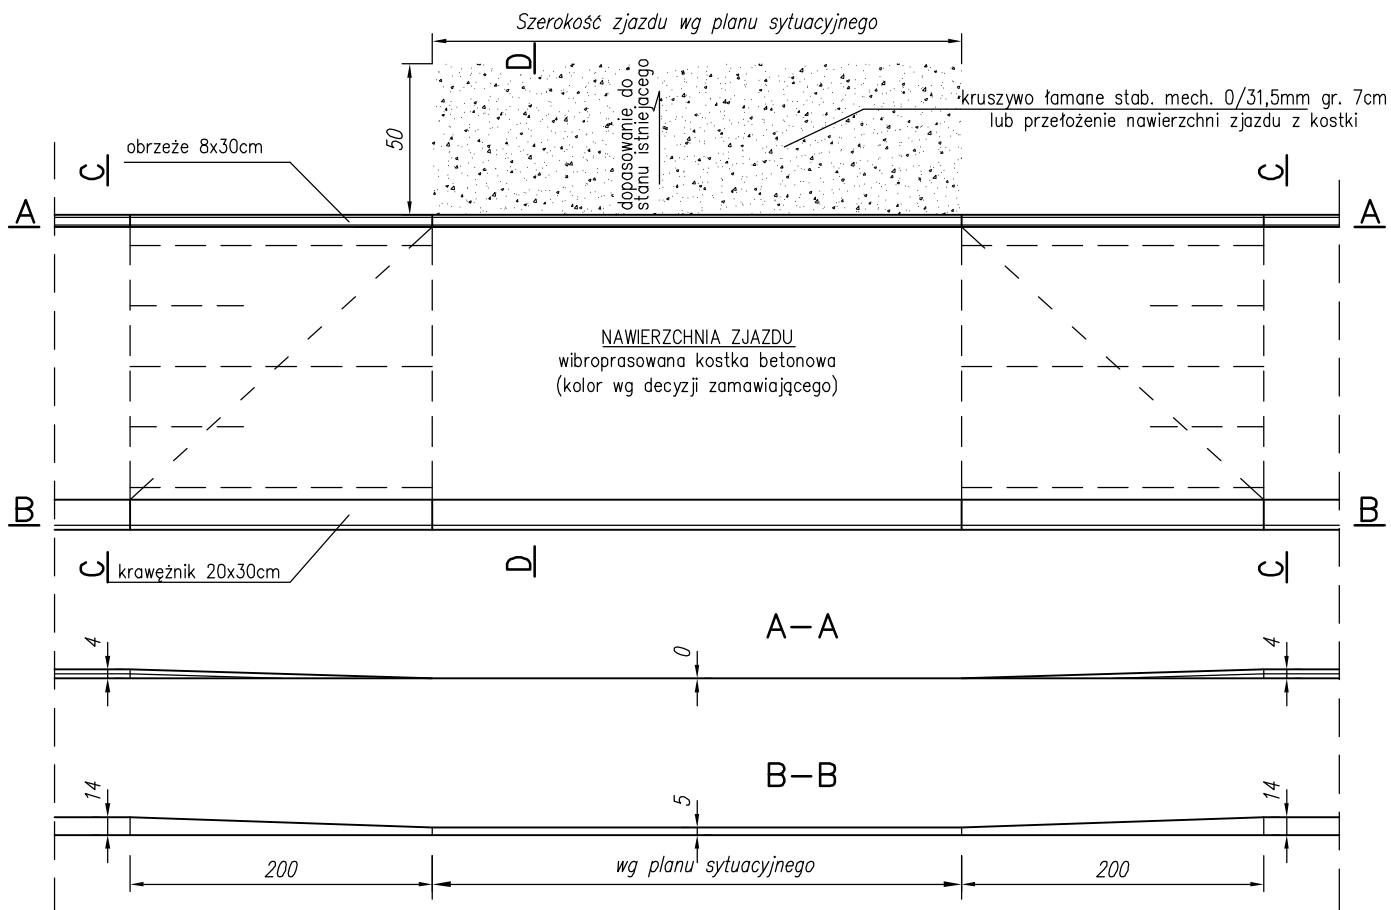 Szerokość zjazdu wg planu sytuacyjnego
D
50
dopasowanie do
stanu istniejącego
kruszywo łamane stab. mech. 0/31,5mm gr. 7cm
lub przełożenie nawierzchni zjazdu z kostki
obrzeże 8x30cm
C
C
A
A
NAWIERZCHNIA ZJAZDU
wibroprasowana kostka betonowa
(kolor wg decyzji zamawiającego)
B
B
C
krawężnik 20x30cm
D
C
A-A
4
0
4
B-B
14
5
14
200
wg planu sytuacyjnego
200